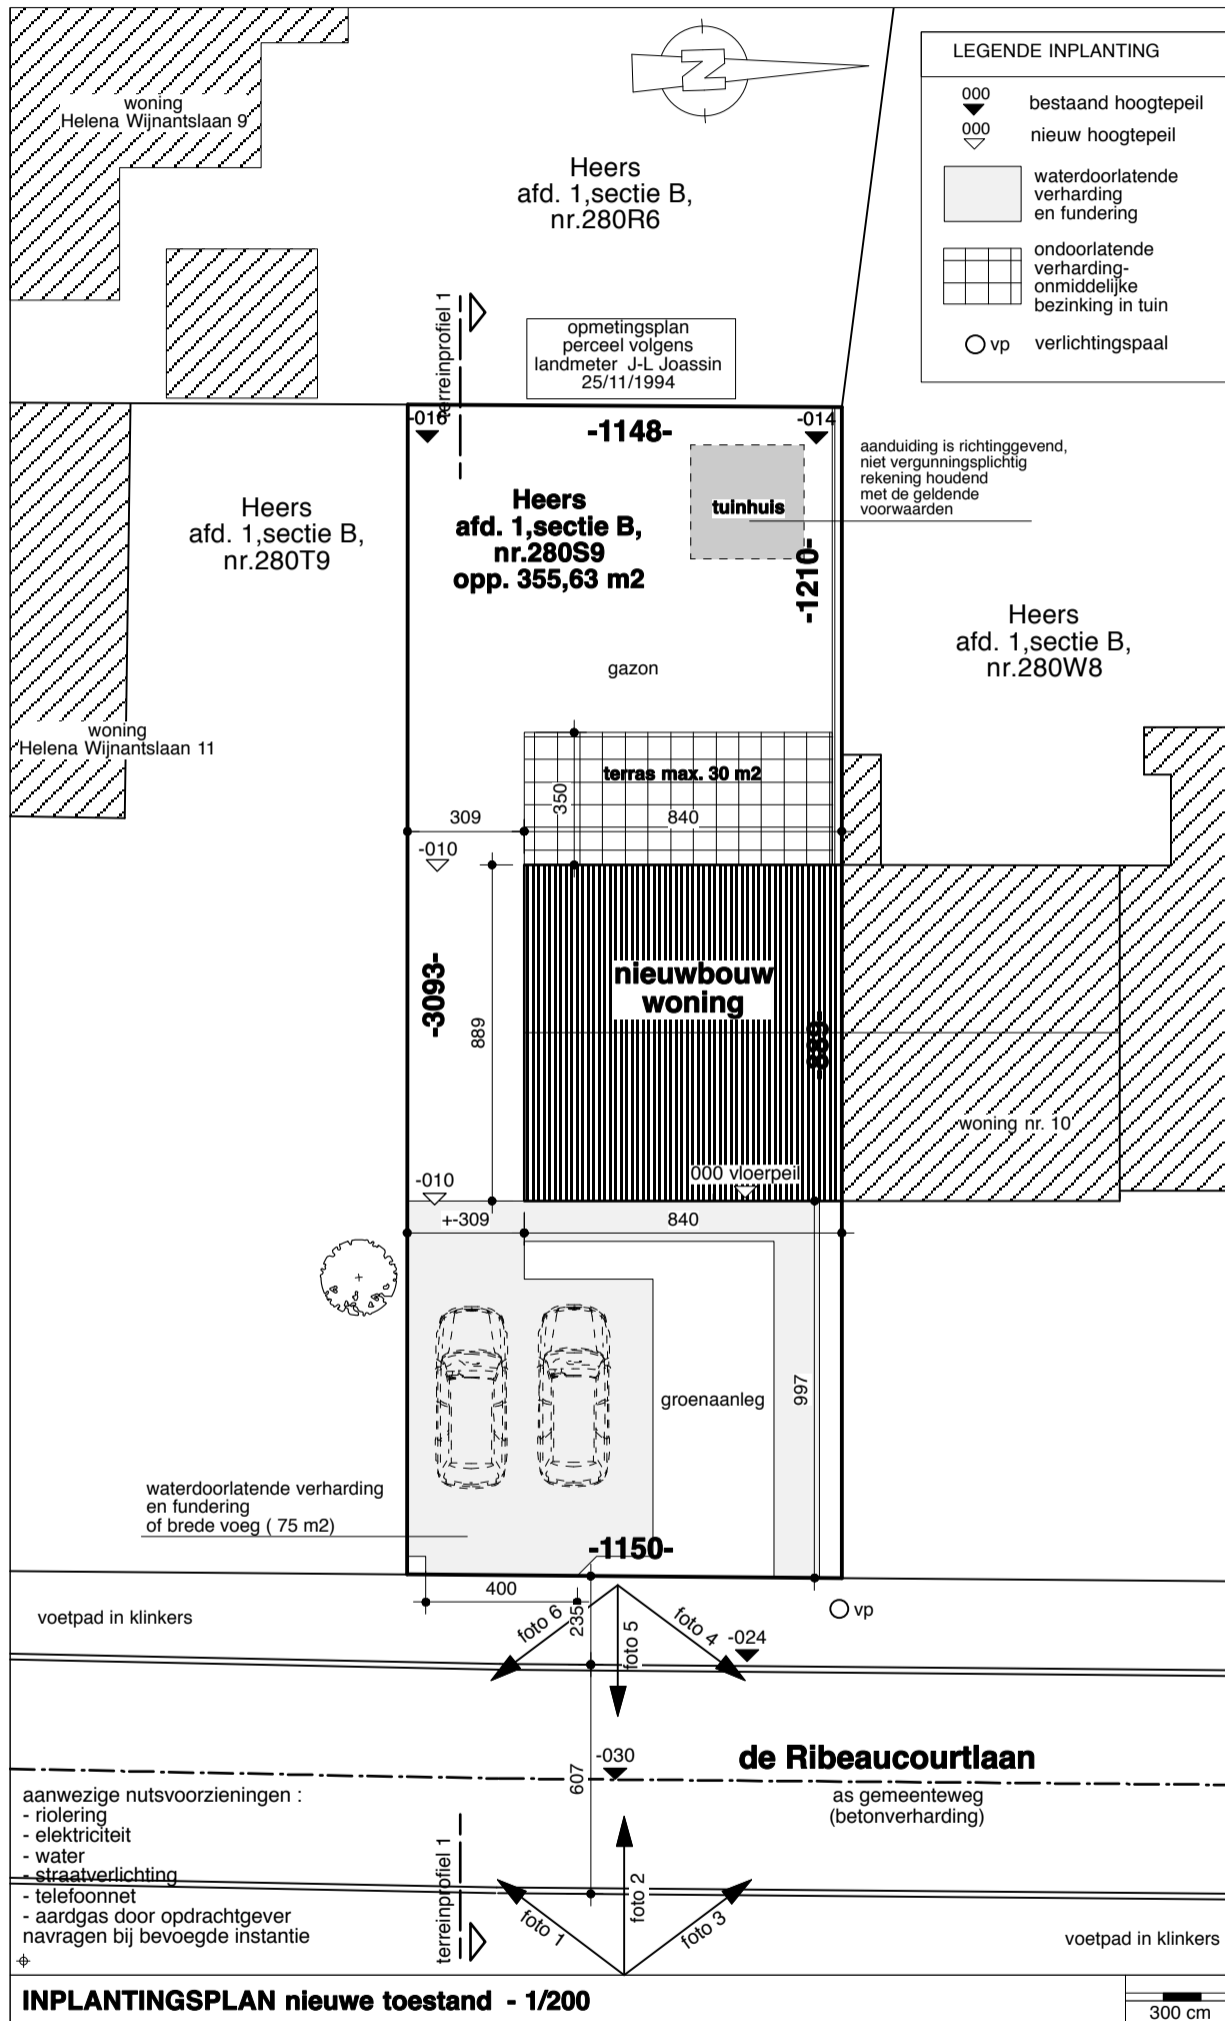 N
LEGENDE INPLANTING
000
bestaand hoogtepeil
000
nieuw hoogtepeil
waterdoorlatende
verharding
en fundering
ondoorlatende
verharding-
onmiddelijke
bezinking in tuin
vp
verlichtingspaal
woning
Helena Wijnantslaan 9
Heers
afd. 1,sectie B,
nr.280R6
terreinprofiel 1
opmetingsplan
perceel volgens
landmeter J-L Joassin
25/11/1994
-016
-1148-
-014
aanduiding is richtinggevend,
niet vergunningsplichtig
rekening houdend
met de geldende
voorwaarden
tuinhuis
Heers
afd. 1,sectie B,
nr.280T9
Heers
afd. 1,sectie B,
nr.280S9
opp. 355,63 m2
-1210-
Heers
afd. 1,sectie B,
nr.280W8
gazon
woning
Helena Wijnantslaan 11
terras max. 30 m2
350
309
840
-010
nieuwbouw
woning
-3093-
889
-889-
woning nr. 10
000 vloerpeil
-010
+-309
840
groenaanleg
997
waterdoorlatende verharding
en fundering
of brede voeg ( 75 m2)
-1150-
400
235
voetpad in klinkers
foto 6
foto 5
foto 4
-024
vp
de Ribeaucourtlaan
-030
607
as gemeenteweg
(betonverharding)
aanwezige nutsvoorzieningen :
- riolering
- elektriciteit
- water
- straatverlichting
- telefoonnet
- aardgas door opdrachtgever
navragen bij bevoegde instantie
terreinprofiel 1
foto 1
foto 2
foto 3
voetpad in klinkers
INPLANTINGSPLAN nieuwe toestand - 1/200
300 cm